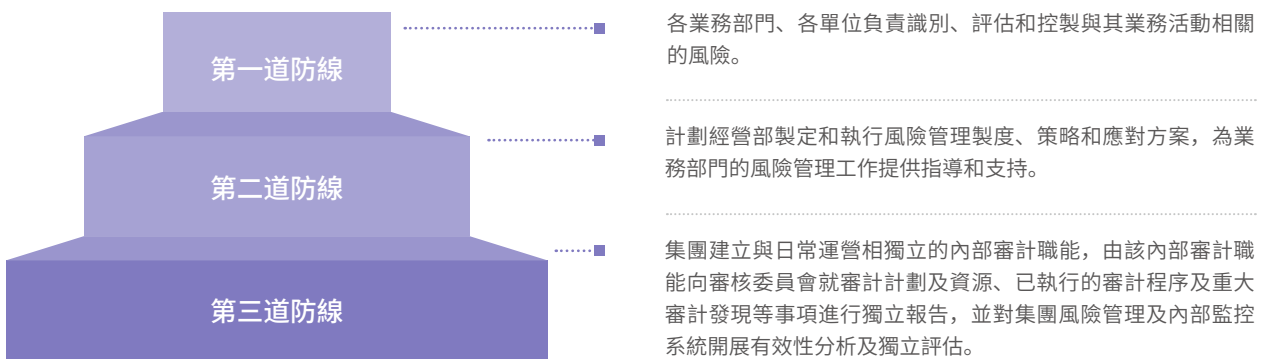 第一道防線
各業務部門、各單位負責識別、評估和控製與其業務活動相關
的風險。
第二道防線
計劃經營部製定和執行風險管理製度、策略和應對方案，為業
務部門的風險管理工作提供指導和支持。
第三道防線
集團建立與日常運營相獨立的內部審計職能，由該內部審計職
能向審核委員會就審計計劃及資源、已執行的審計程序及重大
審計發現等事項進行獨立報告，並對集團風險管理及內部監控
系統開展有效性分析及獨立評估。